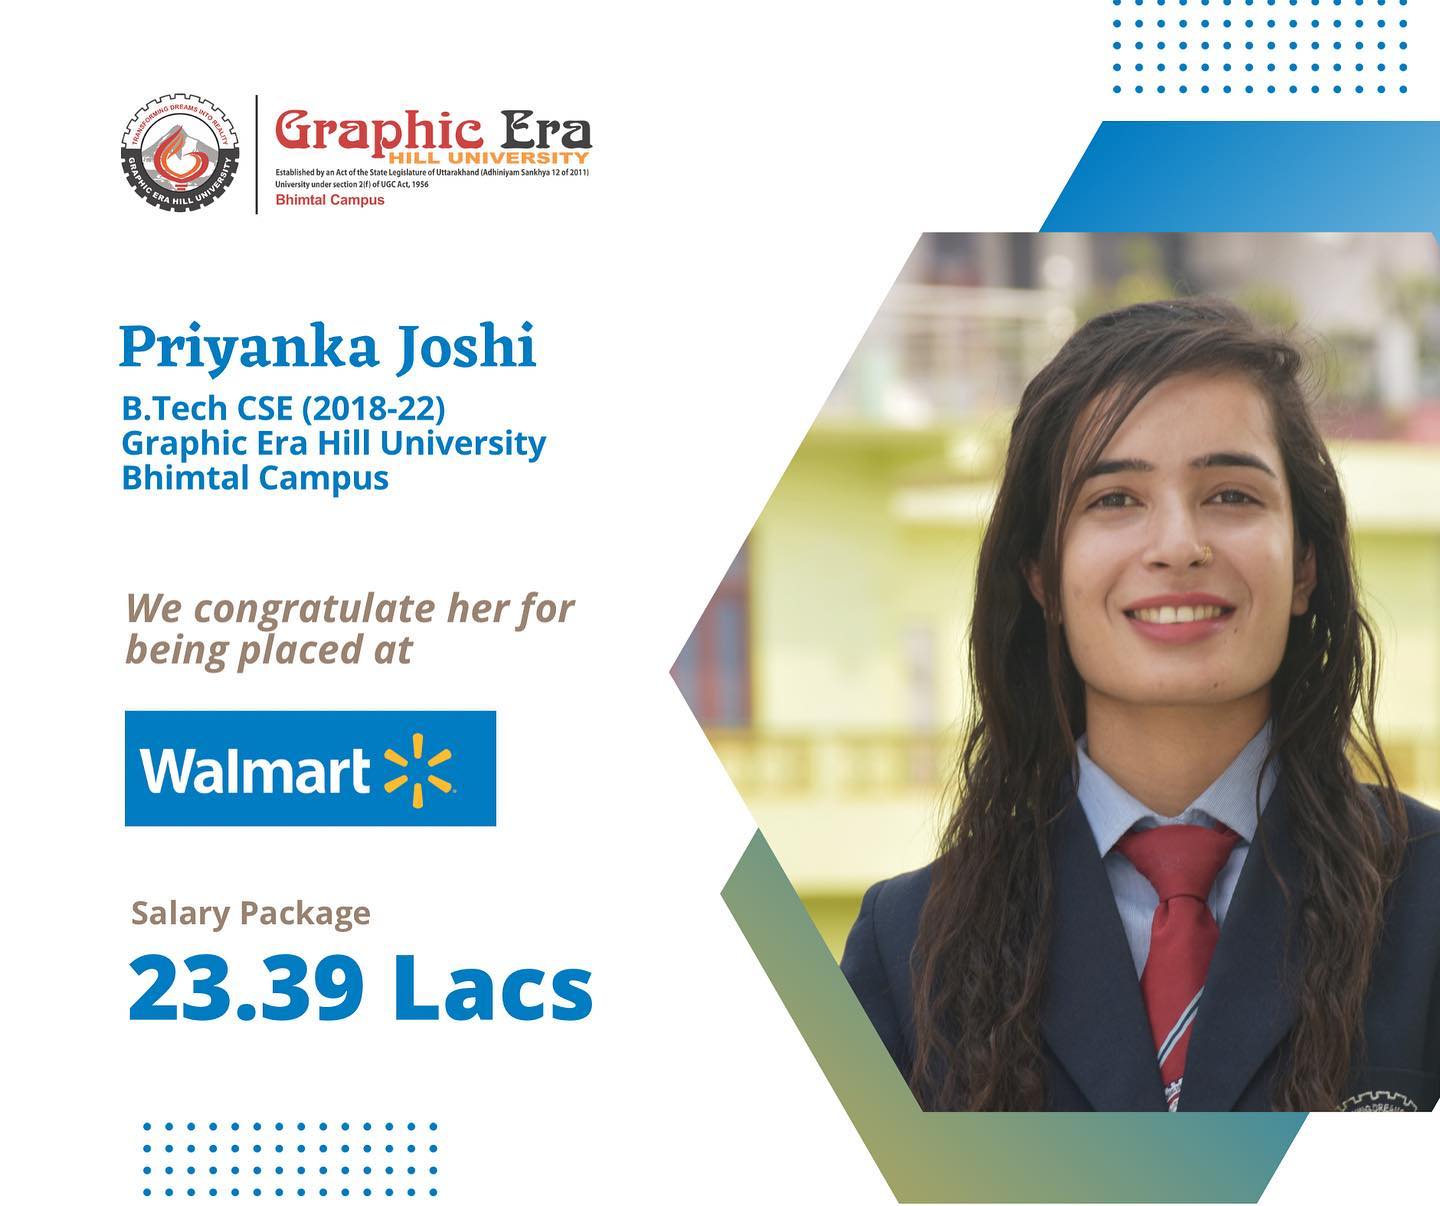 TRANSFORMING DREAMS INTO REALITY
GRAPHIC ERA HILL UNIVERSITY
Graphic Era
HILL UNIVERSITY
Established by an Act of the State Legislature of Uttarakhand (Adhiniyam Sankhya 12 of 2011)
University under section 2(f) of UGC Act, 1956
Bhimtal Campus
Priyanka Joshi
B.Tech CSE (2018-22)
Graphic Era Hill University
Bhimtal Campus
We congratulate her for
being placed at
Walmart
Salary Package
23.39 Lacs